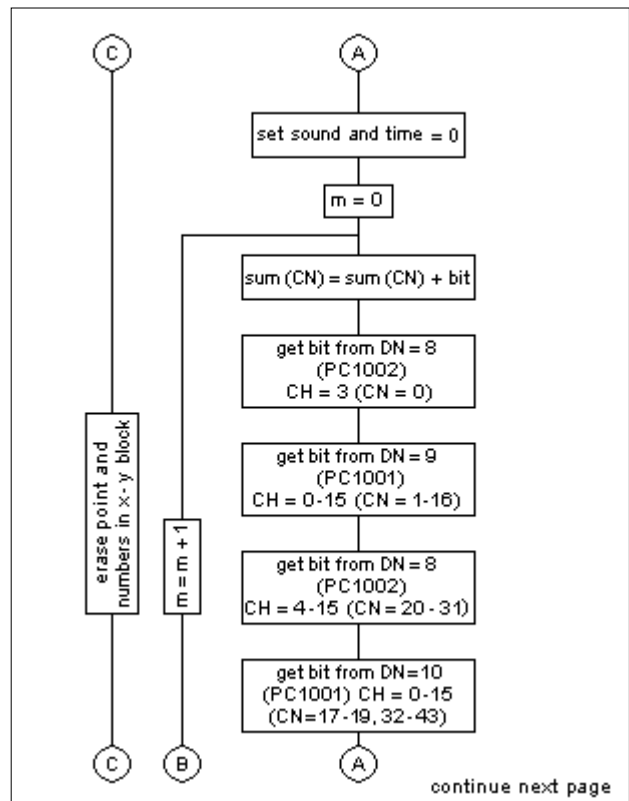 C
A
set sound and time = 0
m = 0
sum (CN) = sum (CN) + bit
get bit from DN = 8
(PC1002)
CH = 3 (CN = 0)
get bit from DN = 9
(PC1001)
CH = 0-15 (CN = 1-16)
get bit from DN = 8
(PC1002)
CH = 4-15 (CN = 20-31)
get bit from DN=10
(PC1001) CH = 0-15
(CN=17-19, 32-43)
erase point and
numbers in x-y block
m = m + 1
C
B
A
continue next page